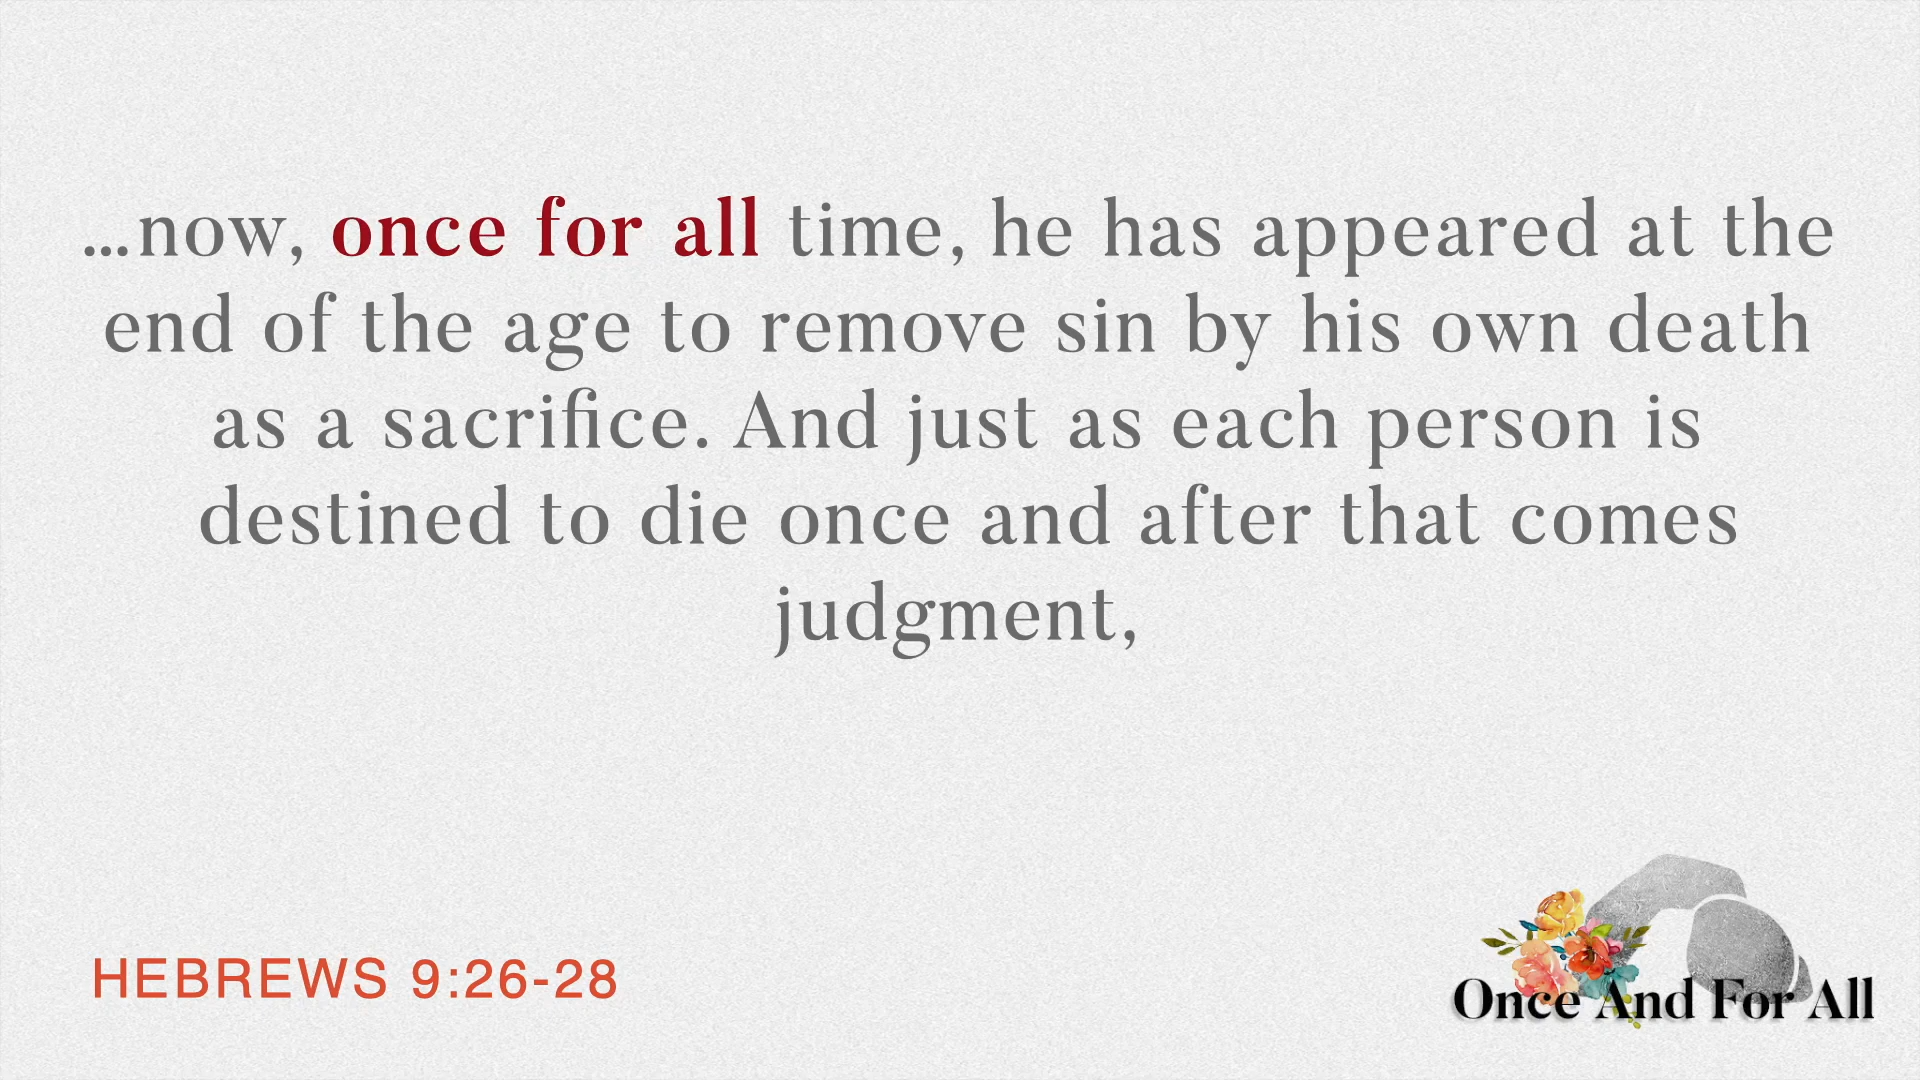 ...now, once for all time, he has appeared at the
end of the age to remove sin by his own death
as a sacrifice. And just as each person is
destined to die once and after that comes
judgment,
HEBREWS 9:26-28
Once And For All